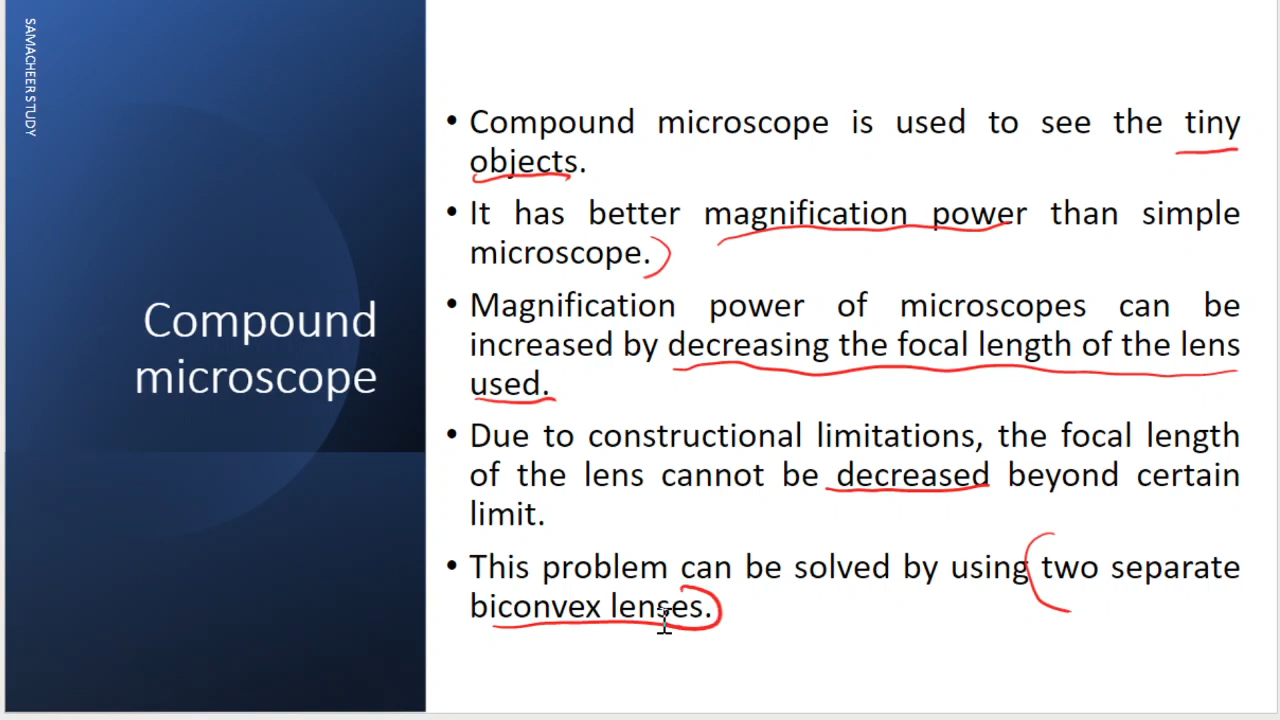 SAMACHEER STUDY
Compound
microscope
• Compound microscope is used to see the tiny
objects.
• It has better magnification power than simple
microscope.
• Magnification power of microscopes can be
increased by decreasing the focal length of the lens
used.
• Due to constructional limitations, the focal length
of the lens cannot be decreased beyond certain
limit.
• This problem can be solved by using two separate
biconvex lenses.